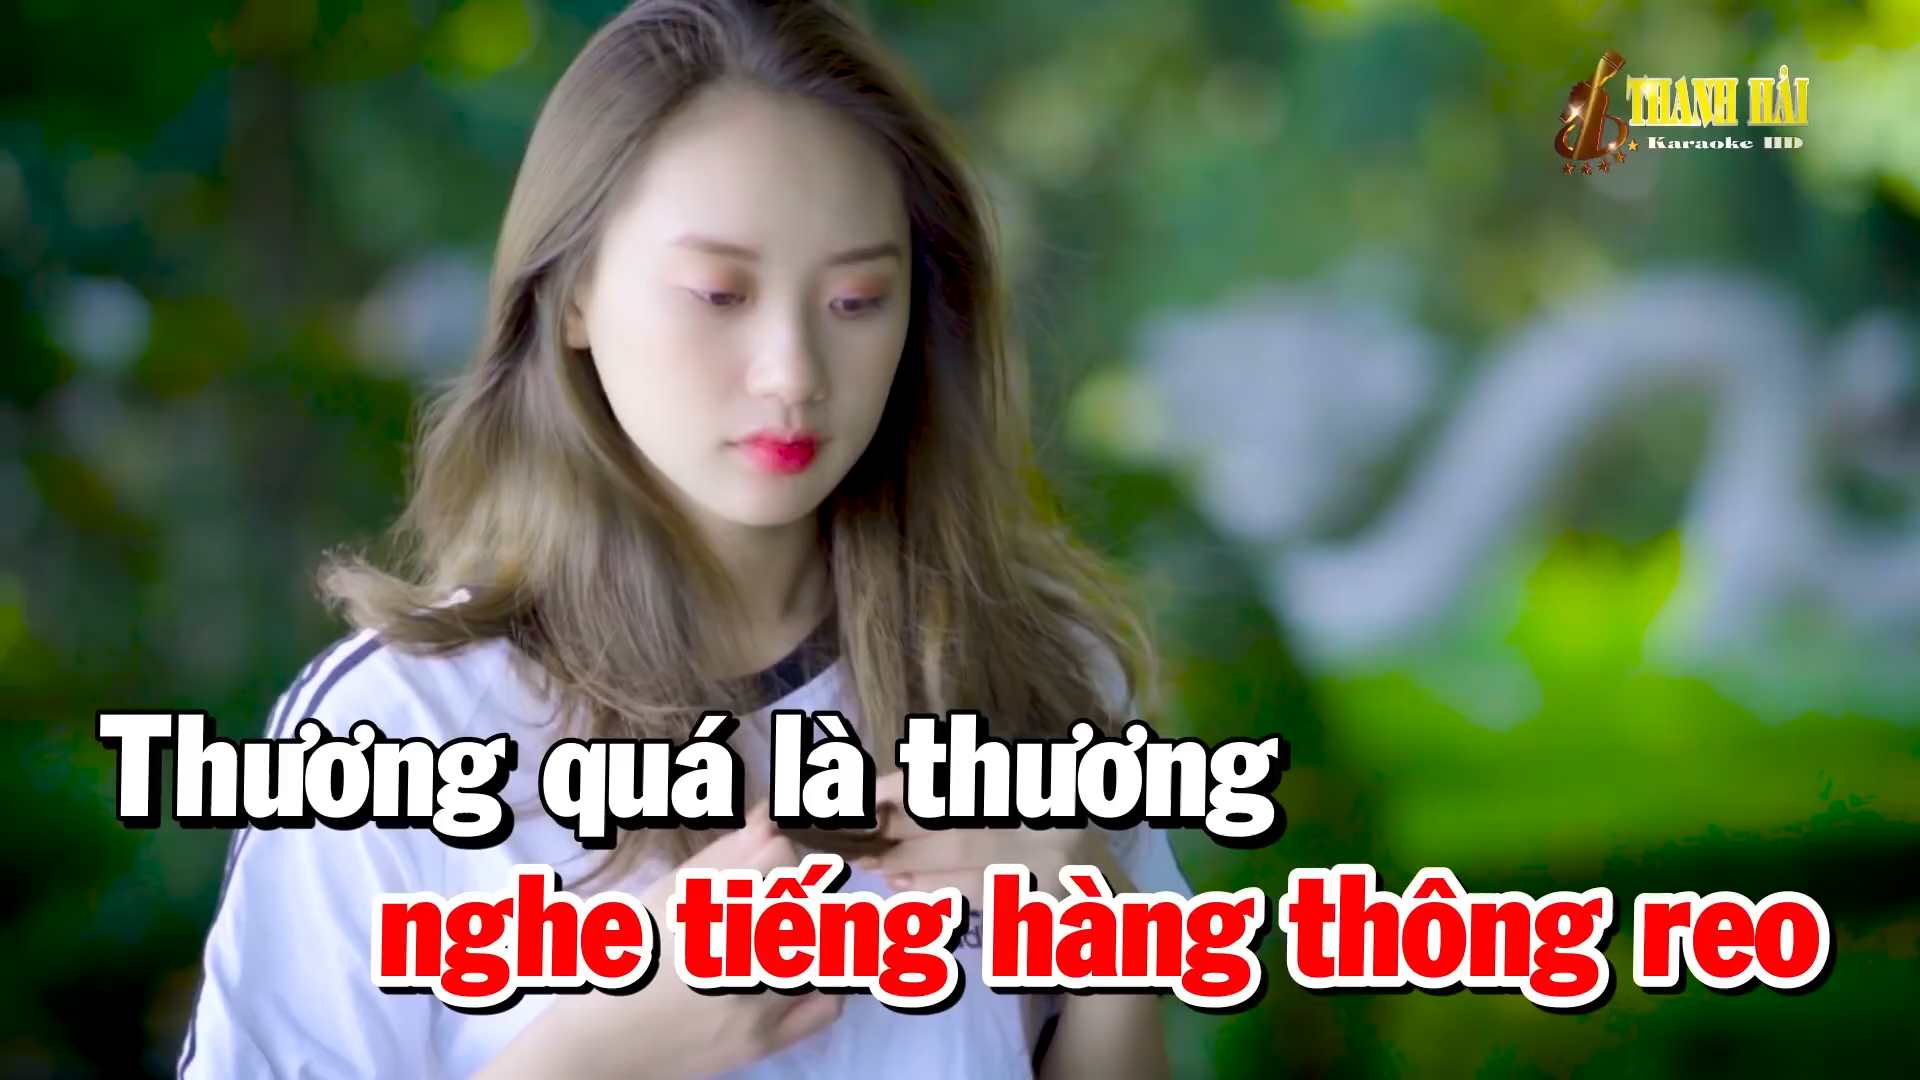 THANH HẢI
Karaoke HD
Thương quá là thương
nghe tiếng hàng thông reo